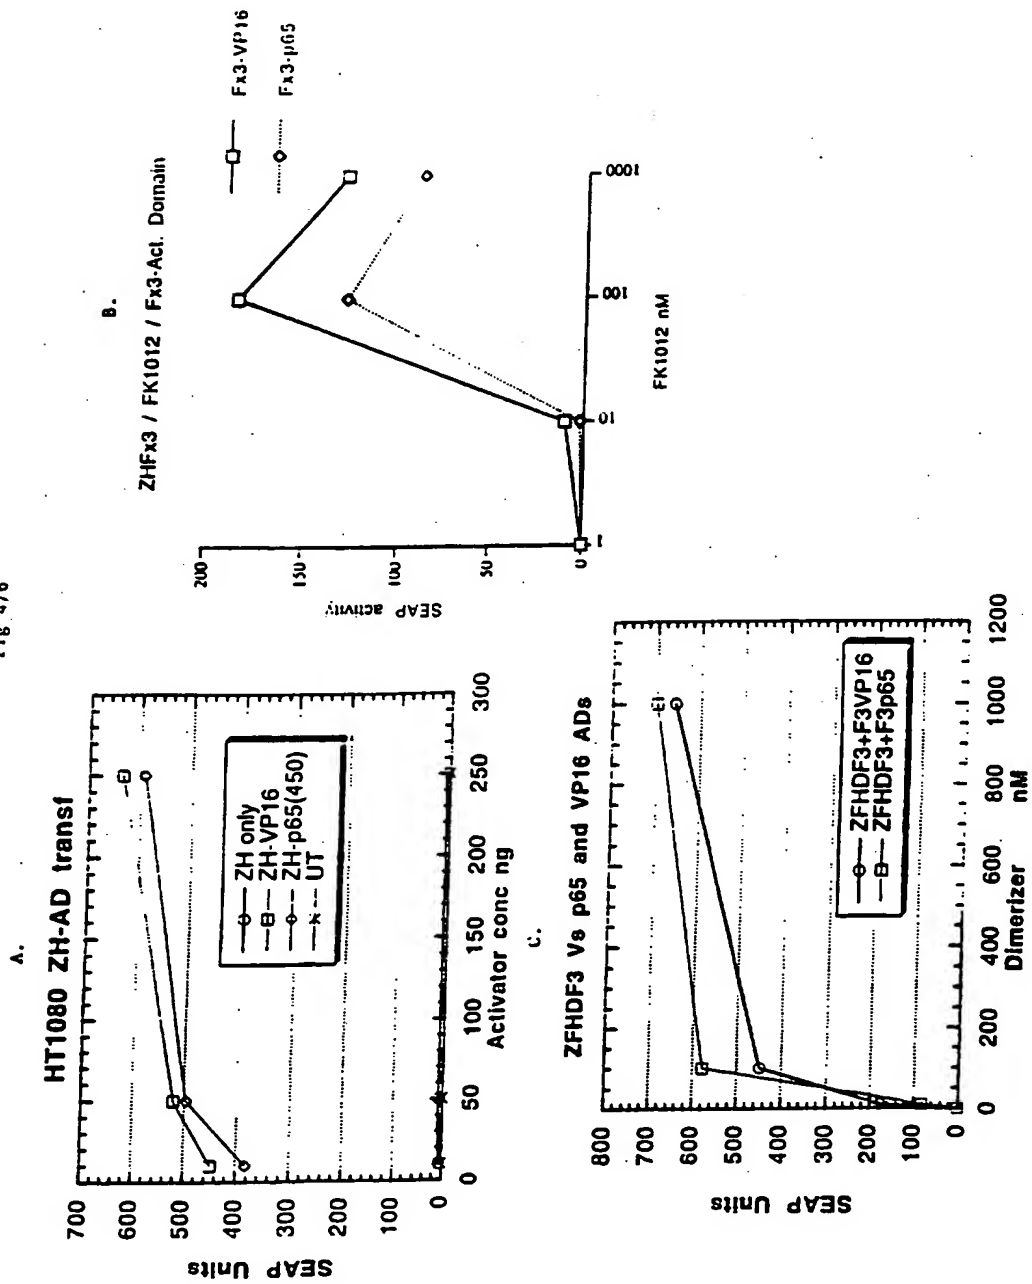 A.
HT1080 ZH-AD transf
SEAP Units
700
600
500
400
300
200
100
0
ZH only
ZH-VP16
ZH-p65(450)
UT
0
50
100
150
200
250
300
Activator conc ng
B.
ZHFx3 / FK1012 / Fx3-Act. Domain
Fx3-VP16
Fx3-p65
SEAP activity
200
150
100
50
0
1
10
100
1000
FK1012 nM
C.
ZFHDF3 Vs p65 and VP16 ADs
SEAP Units
800
700
600
500
400
300
200
100
0
ZFHDF3+F3VP16
ZFHDF3+F3p65
0
200
400
600
800
1000
1200
Dimerizer nM